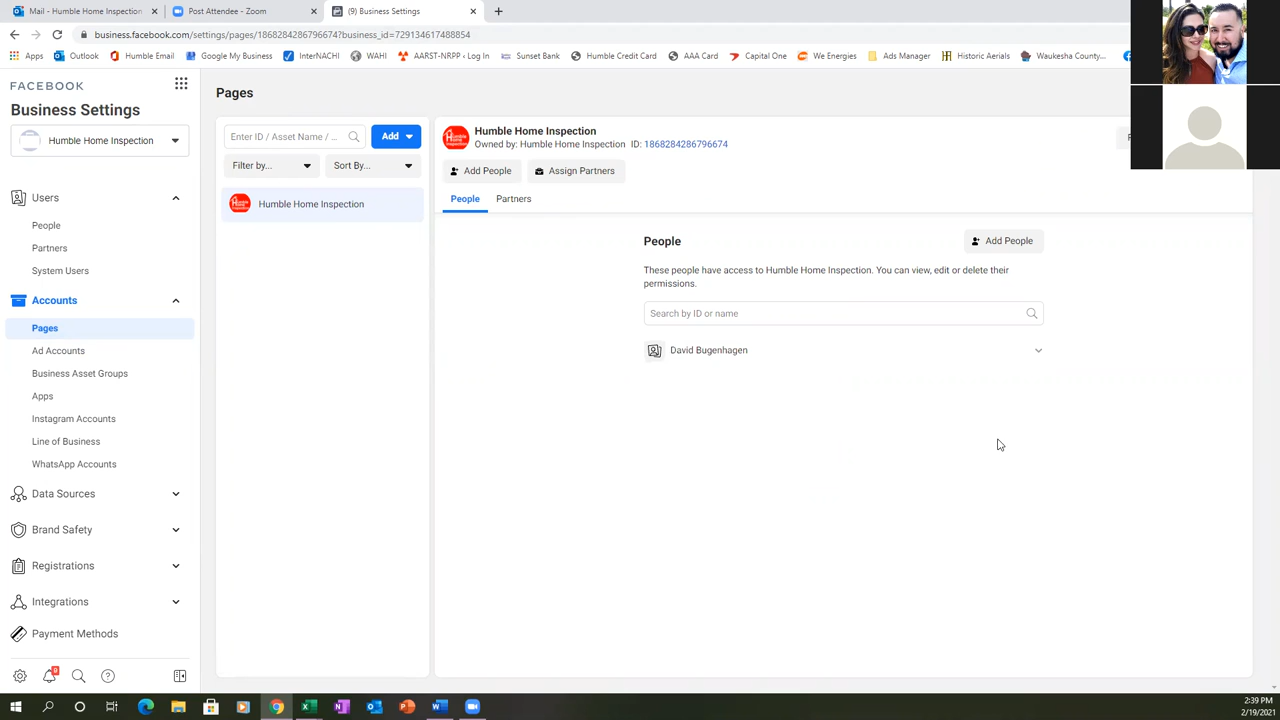 Mail - Humble Home Inspection
Post Attendee - Zoom
(9) Business Settings
business.facebook.com/settings/pages/1868284286796674?business_id=729134617488854
Apps
Outlook
Humble Email
Google My Business
InterNACHI
WAHI
AARST-NRPP < Log In
Sunset Bank
Humble Credit Card
AAA Card
Capital One
We Energies
Ads Manager
Historic Aerials
Waukesha County...
FACEBOOK
Business Settings
Humble Home Inspection
Users
People
Partners
System Users
Accounts
Pages
Ad Accounts
Business Asset Groups
Apps
Instagram Accounts
Line of Business
WhatsApp Accounts
Data Sources
Brand Safety
Registrations
Integrations
Payment Methods
Pages
Enter ID / Asset Name / ...
Add
Filter by...
Sort By...
Humble Home Inspection
Humble Home Inspection
Owned by: Humble Home Inspection ID: 1868284286796674
Add People
Assign Partners
People
Partners
People
Add People
These people have access to Humble Home Inspection. You can view, edit or delete their
permissions.
Search by ID or name
David Bugenhagen
2:39 PM
2/19/2021